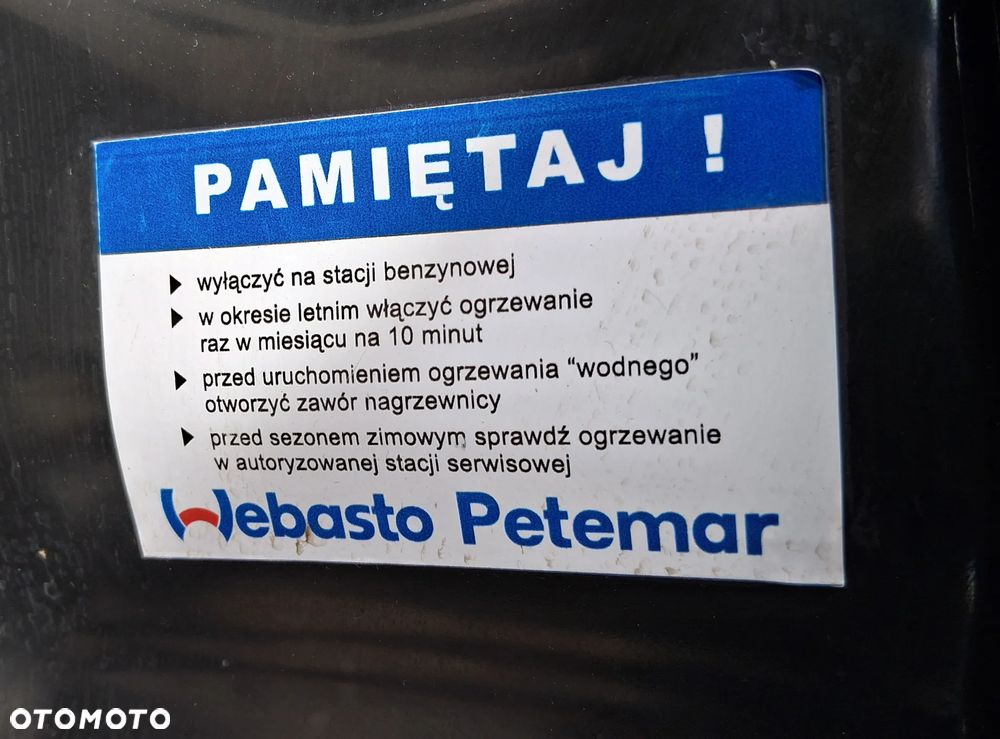 PAMIĘTAJ !
▶ wyłączyć na stacji benzynowej
▶ w okresie letnim włączyć ogrzewanie
raz w miesiącu na 10 minut
▶ przed uruchomieniem ogrzewania “wodnego”
otworzyć zawór nagrzewnicy
▶ przed sezonem zimowym sprawdź ogrzewanie
w autoryzowanej stacji serwisowej
Webasto Petemar
OTOMOTO